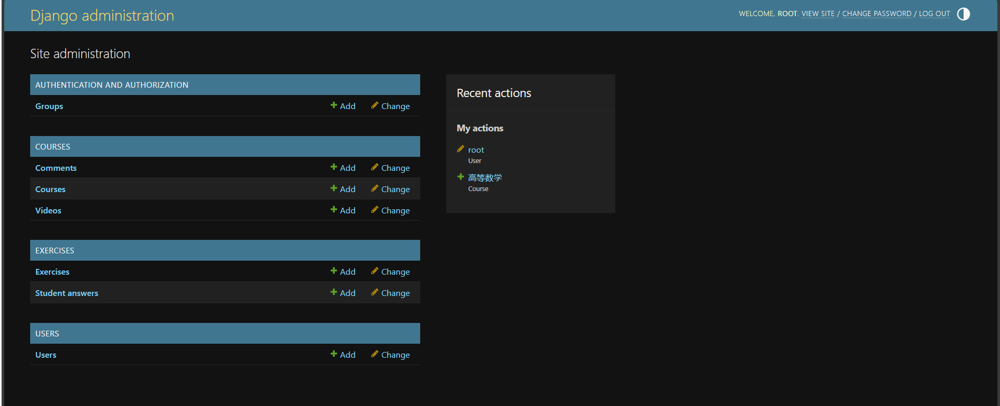 Django administration
WELCOME, ROOT. VIEW SITE / CHANGE PASSWORD / LOG OUT
Site administration
AUTHENTICATION AND AUTHORIZATION
Groups Add Change
COURSES
Comments Add Change
Courses Add Change
Videos Add Change
EXERCISES
Exercises Add Change
Student answers Add Change
USERS
Users Add Change
Recent actions
My actions
root
User
高等数学
Course